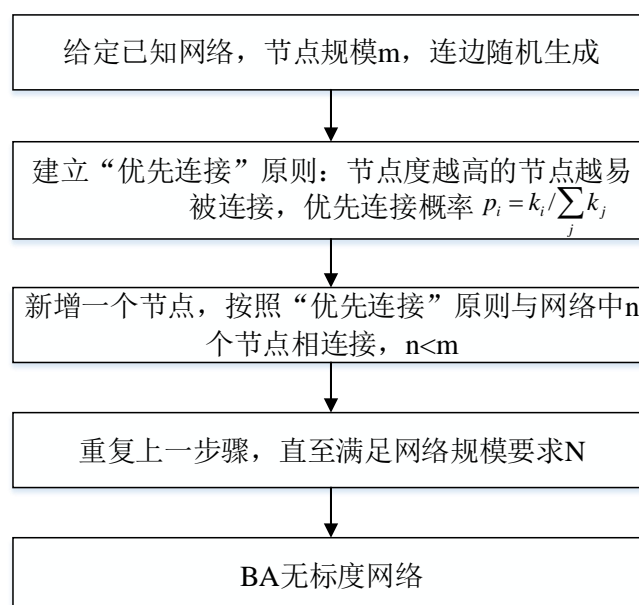 给定已知网络，节点规模m，连边随机生成
建立“优先连接”原则：节点度越高的节点越易
被连接，优先连接概率 p_i = k_i / \sum_j k_j
新增一个节点，按照“优先连接”原则与网络中n
个节点相连接，n<m
重复上一步骤，直至满足网络规模要求N
BA无标度网络